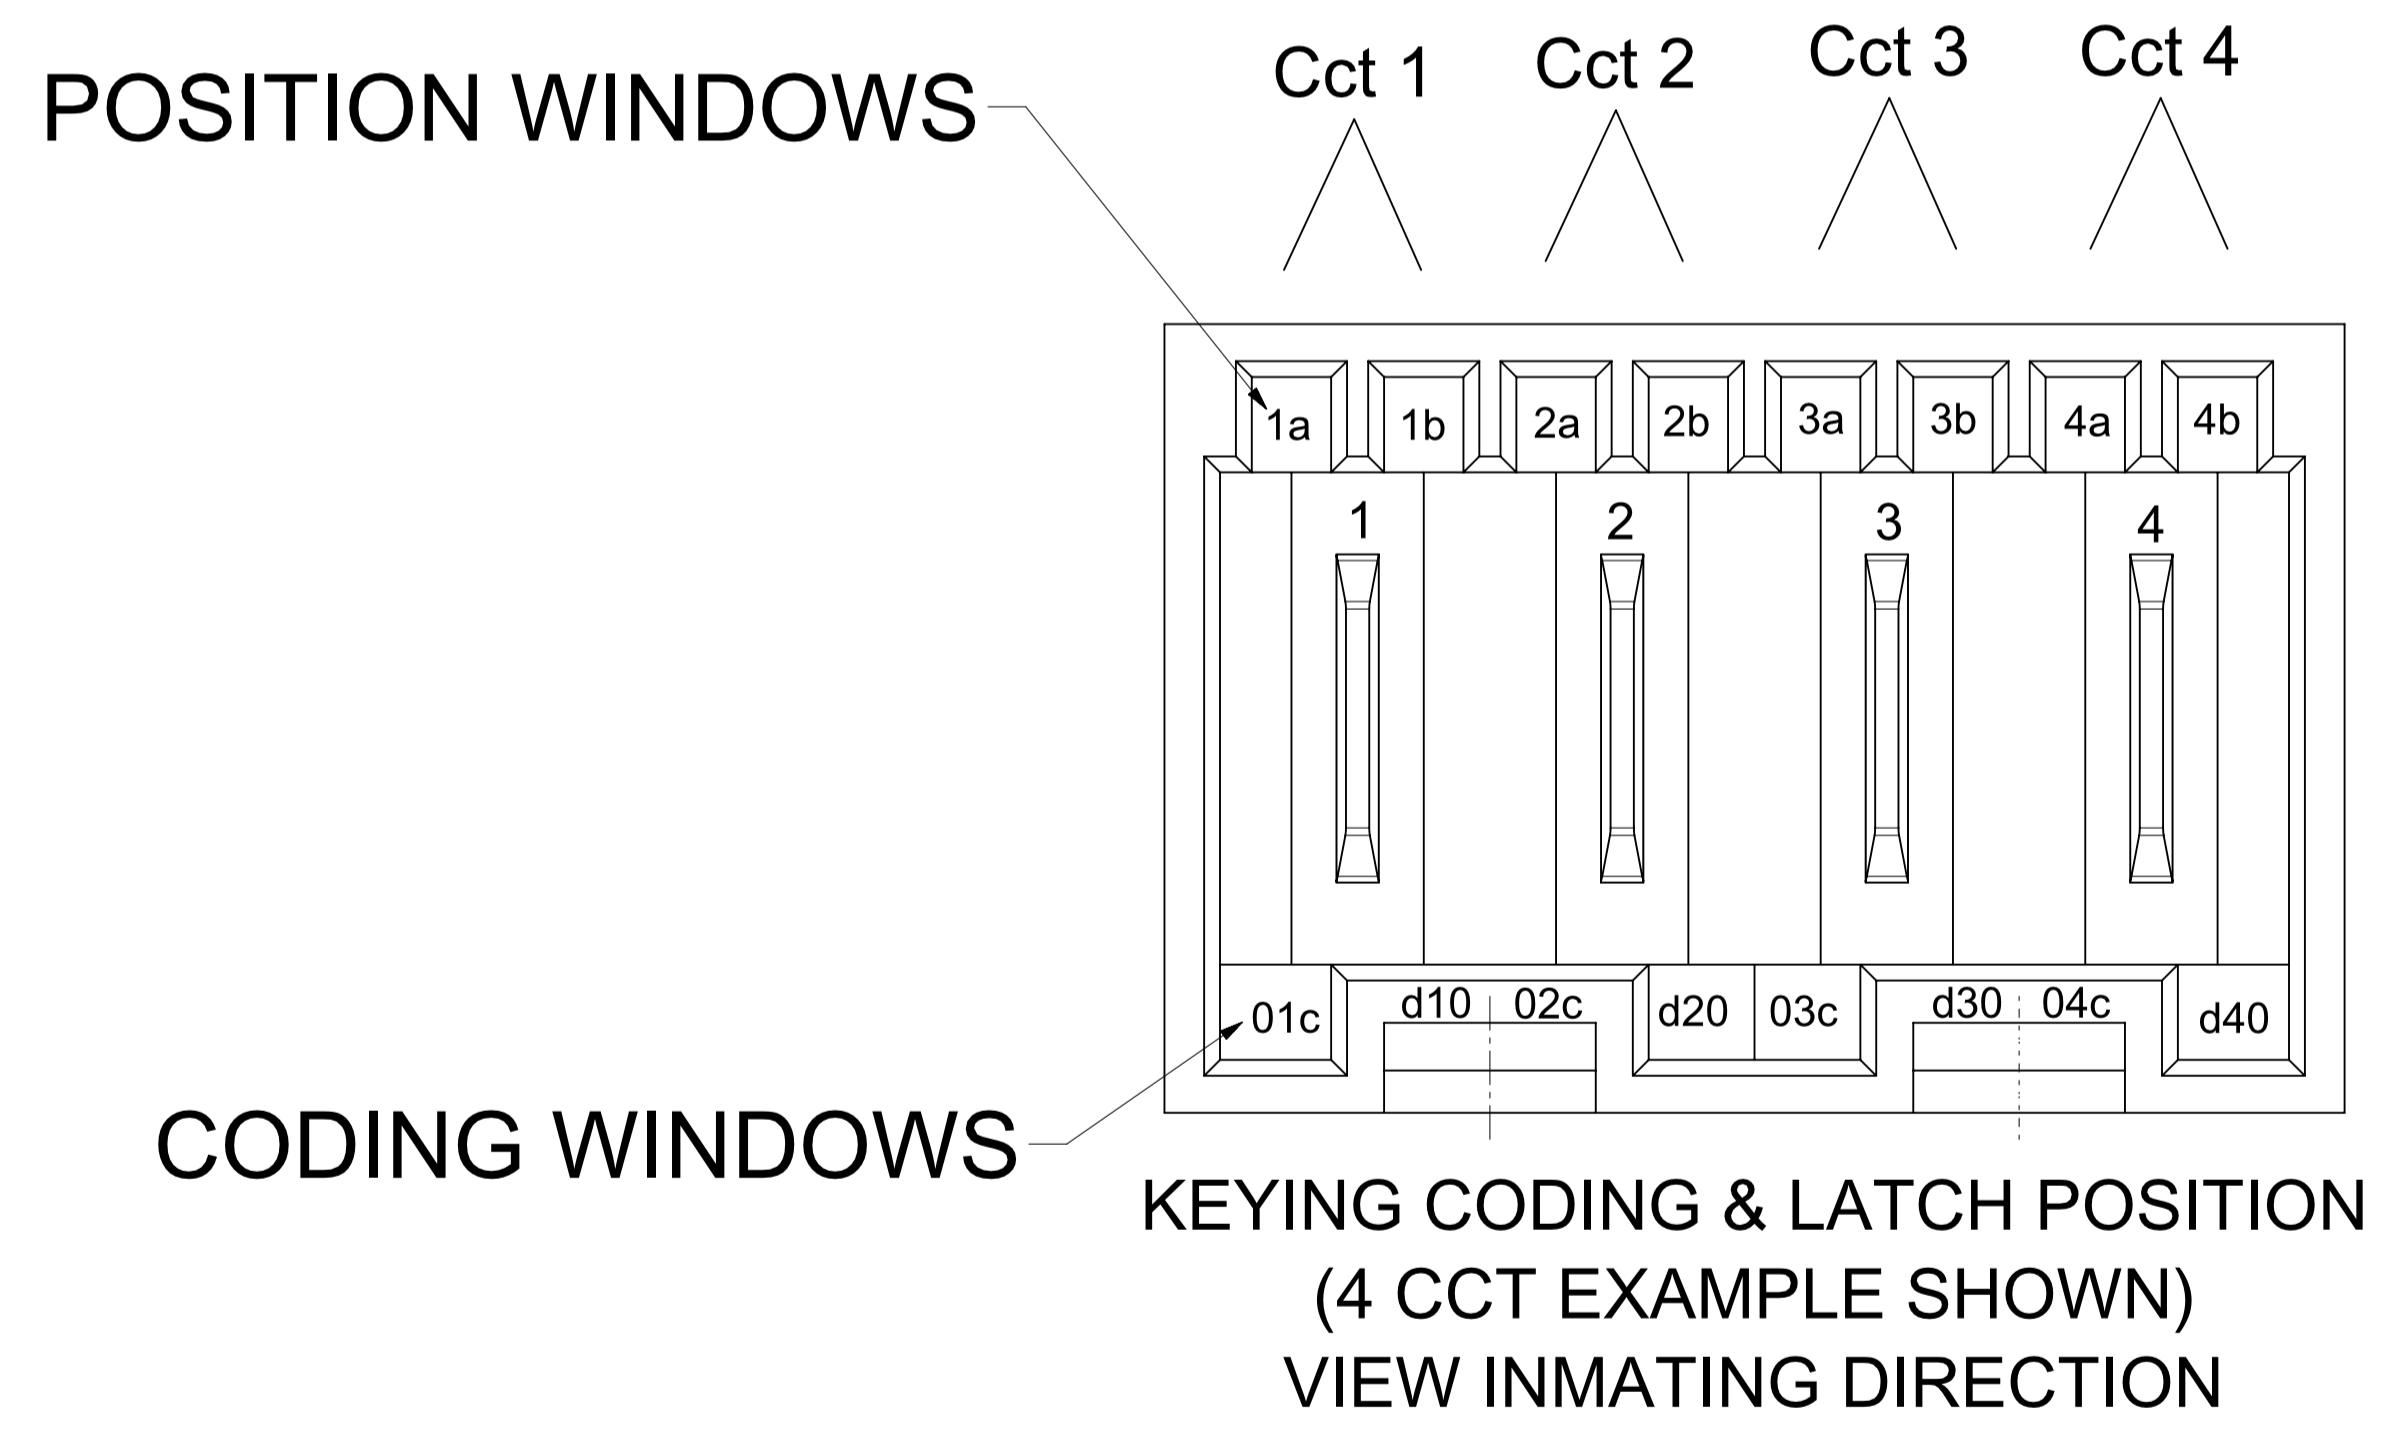 POSITION WINDOWS
Cct 1 Cct 2 Cct 3 Cct 4
1a 1b 2a 2b 3a 3b 4a 4b
1 2 3 4
01c d10 02c d20 03c d30 04c d40
CODING WINDOWS
KEYING CODING & LATCH POSITION
(4 CCT EXAMPLE SHOWN)
VIEW INMATING DIRECTION